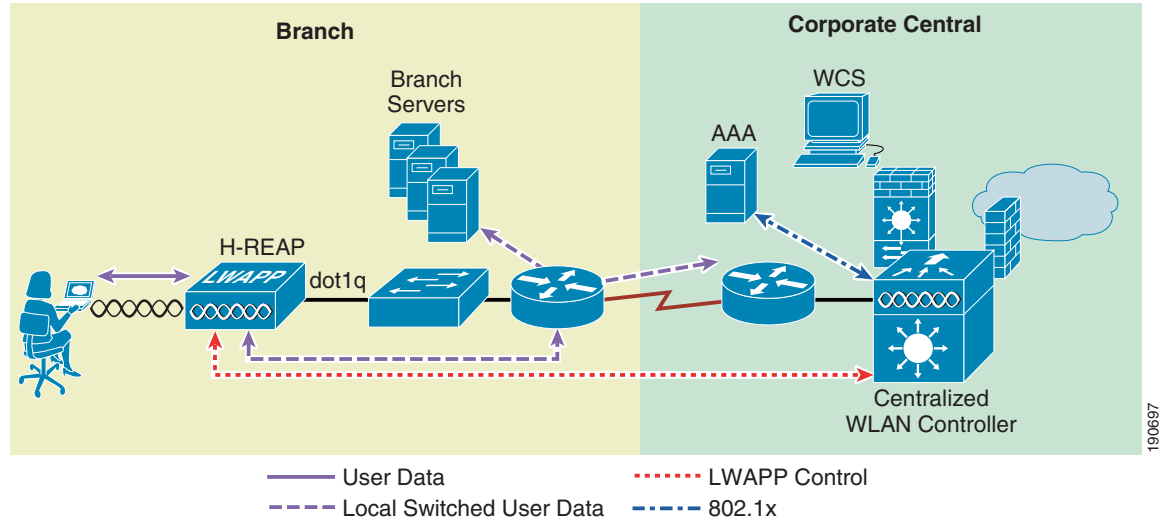 Branch
Corporate Central
Branch
Servers
WCS
AAA
H-REAP
LWAPP
dot1q
Centralized
WLAN Controller
190697
User Data
LWAPP Control
Local Switched User Data
802.1x